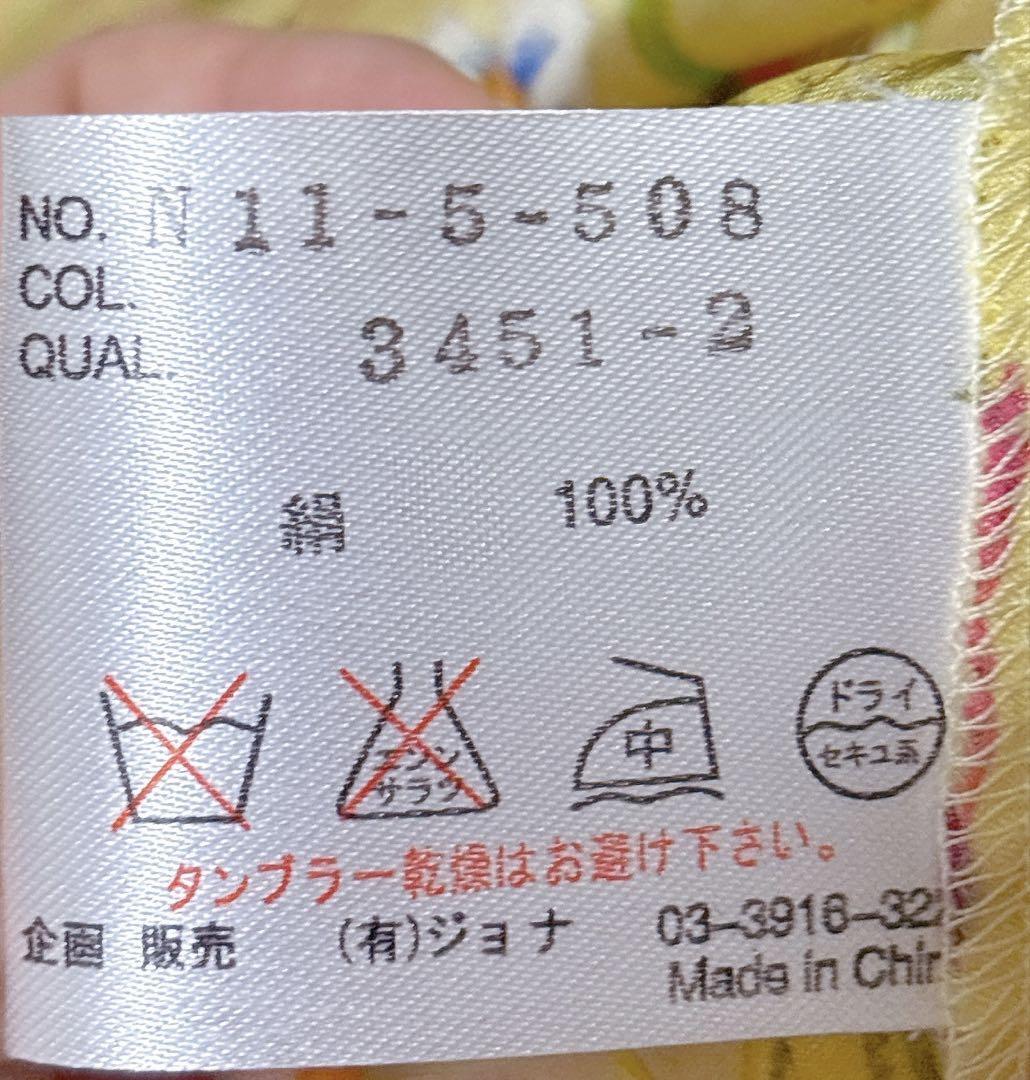 NO. N 11-5-508
COL.
QUAL. 3451-2
絹 100%
エンソ
サラシ
中
ドライ
セキユ系
タンブラー乾燥はお避け下さい。
企画 販売 (有)ジョナ 03-3916-32
Made in Chin